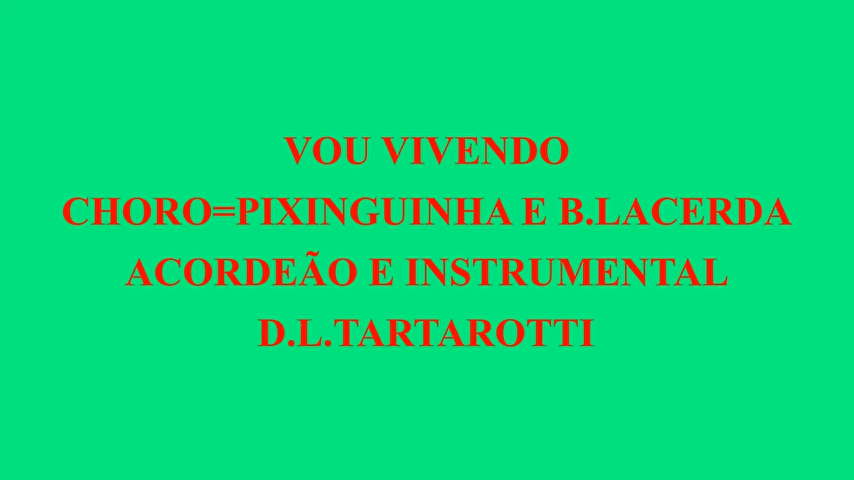 VOU VIVENDO
CHORO=PIXINGUINHA E B.LACERDA
ACORDEÃO E INSTRUMENTAL
D.L.TARTAROTTI